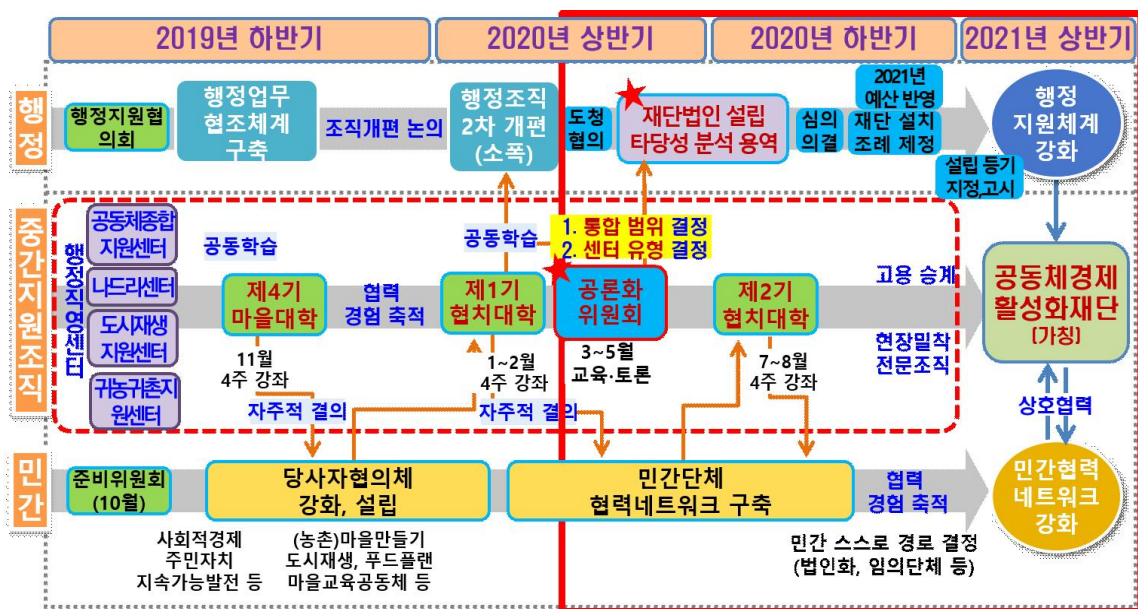 2019년 하반기
2020년 상반기
2020년 하반기
2021년 상반기
행정
행정지원협
의회
행정업무
협조체계
구축
조직개편 논의
행정조직
2차 개편
(소폭)
도청
협의
재단법인 설립
타당성 분석 용역
심의
의결
2021년
예산 반영
재단 설치
조례 제정
설립 등기
지정,고시
행정
지원체계
강화
중간지원조직
행정직영센터
공동체종합
지원센터
나드리센터
도시재생
지원센터
귀농귀촌지
원센터
공동학습
제4기
마을대학
11월
4주 강좌
자주적 결의
협력
경험 축적
공동학습
제1기
협치대학
1~2월
4주 강좌
자주적 결의
1. 통합 범위 결정
2. 센터 유형 결정
공론화
위원회
3~5월
교육·토론
제2기
협치대학
7~8월
4주 강좌
고용 승계
현장밀착
전문조직
공동체경제
활성화재단
(가칭)
상호협력
민간
준비위원회
(10월)
당사자협의체
강화, 설립
사회적경제
주민자치
지속가능발전 등
(농촌)마을만들기
도시재생, 푸드플랜
마을교육공동체 등
민간단체
협력네트워크 구축
협력
경험 축적
민간 스스로 경로 결정
(법인화, 임의단체 등)
민간협력
네트워크
강화